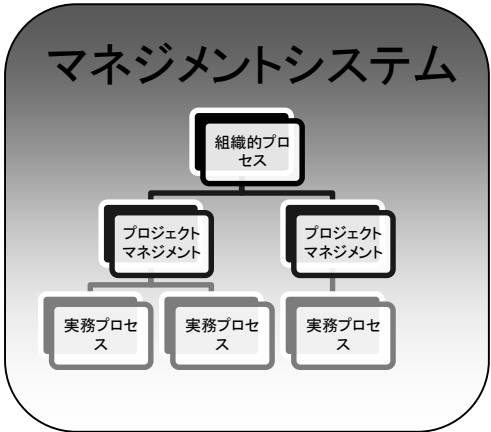 マネジメントシステム
組織的プロ
セス
プロジェクト
マネジメント
プロジェクト
マネジメント
実務プロセ
ス
実務プロセ
ス
実務プロセ
ス